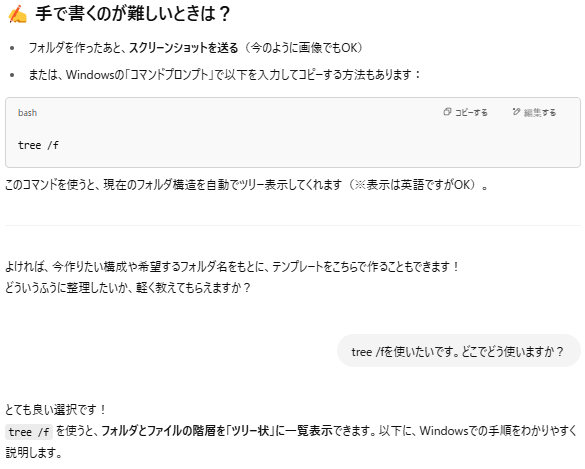 ✍️ 手で書くのが難しいときは？
• フォルダを作ったあと、スクリーンショットを送る（今のように画像でもOK）
• または、Windowsの「コマンドプロンプト」で以下を入力してコピーする方法もあります：
bash コピーする 編集する
tree /f
このコマンドを使うと、現在のフォルダ構造を自動でツリー表示してくれます（※表示は英語ですがOK）。
よければ、今作りたい構成や希望するフォルダ名をもとに、テンプレートをこちらで作ることもできます！
どういうふうに整理したいか、軽く教えてもらえますか？
tree /fを使いたいです。どこでどう使いますか？
とても良い選択です！
tree /f を使うと、フォルダとファイルの階層を「ツリー状」に一覧表示できます。以下に、Windowsでの手順をわかりやすく
説明します。